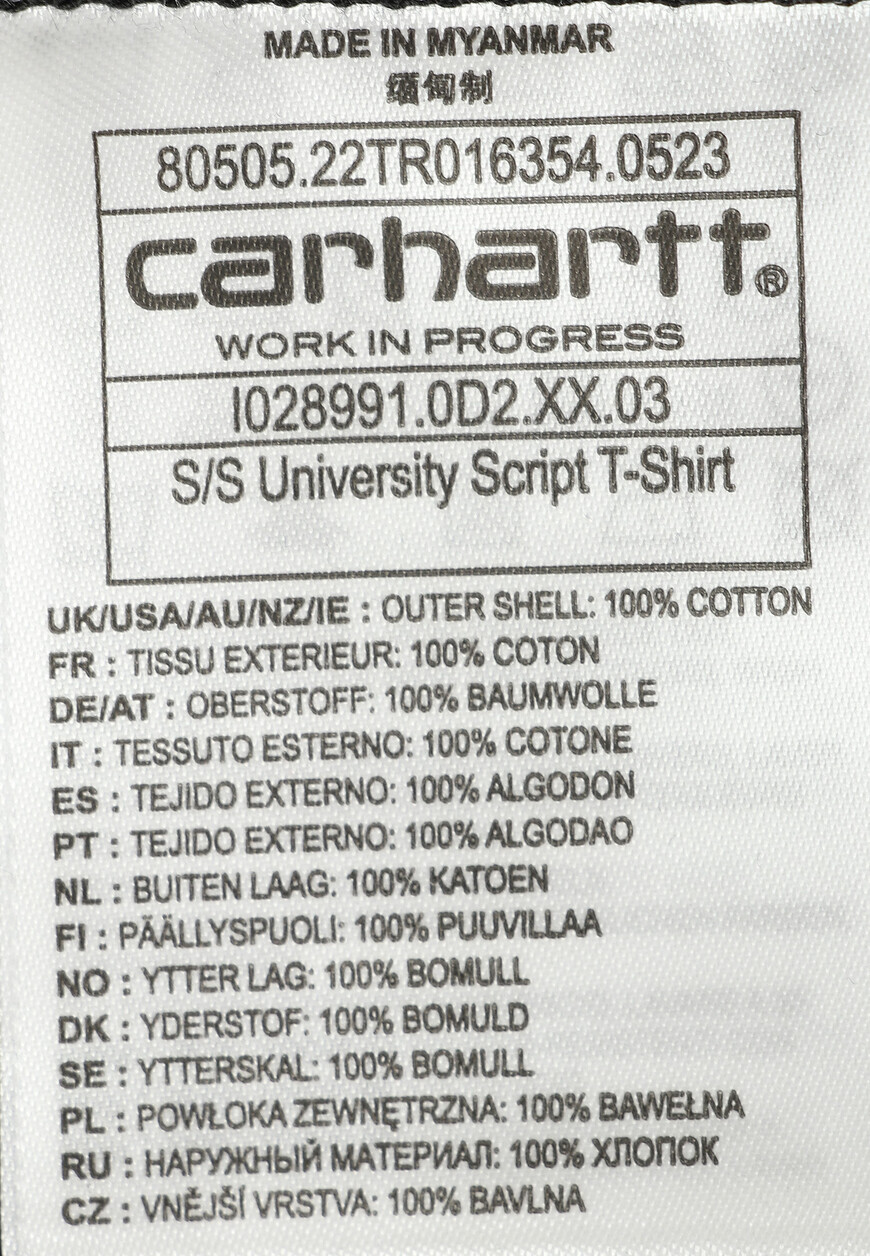 MADE IN MYANMAR
缅甸制
80505.22TR016354.0523
carhartt®
WORK IN PROGRESS
I028991.0D2.XX.03
S/S University Script T-Shirt
UK/USA/AU/NZ/IE : OUTER SHELL: 100% COTTON
FR : TISSU EXTERIEUR: 100% COTON
DE/AT : OBERSTOFF: 100% BAUMWOLLE
IT : TESSUTO ESTERNO: 100% COTONE
ES : TEJIDO EXTERNO: 100% ALGODON
PT : TEJIDO EXTERNO: 100% ALGODAO
NL : BUITEN LAAG: 100% KATOEN
FI : PÄÄLLYSPUOLI: 100% PUUVILLAA
NO : YTTER LAG: 100% BOMULL
DK : YDERSTOF: 100% BOMULD
SE : YTTERSKAL: 100% BOMULL
PL : POWŁOKA ZEWNĘTRZNA: 100% BAWEŁNA
RU : НАРУЖНЫЙ МАТЕРИАЛ: 100% ХЛОПОК
CZ : VNĚJŠÍ VRSTVA: 100% BAVLNA